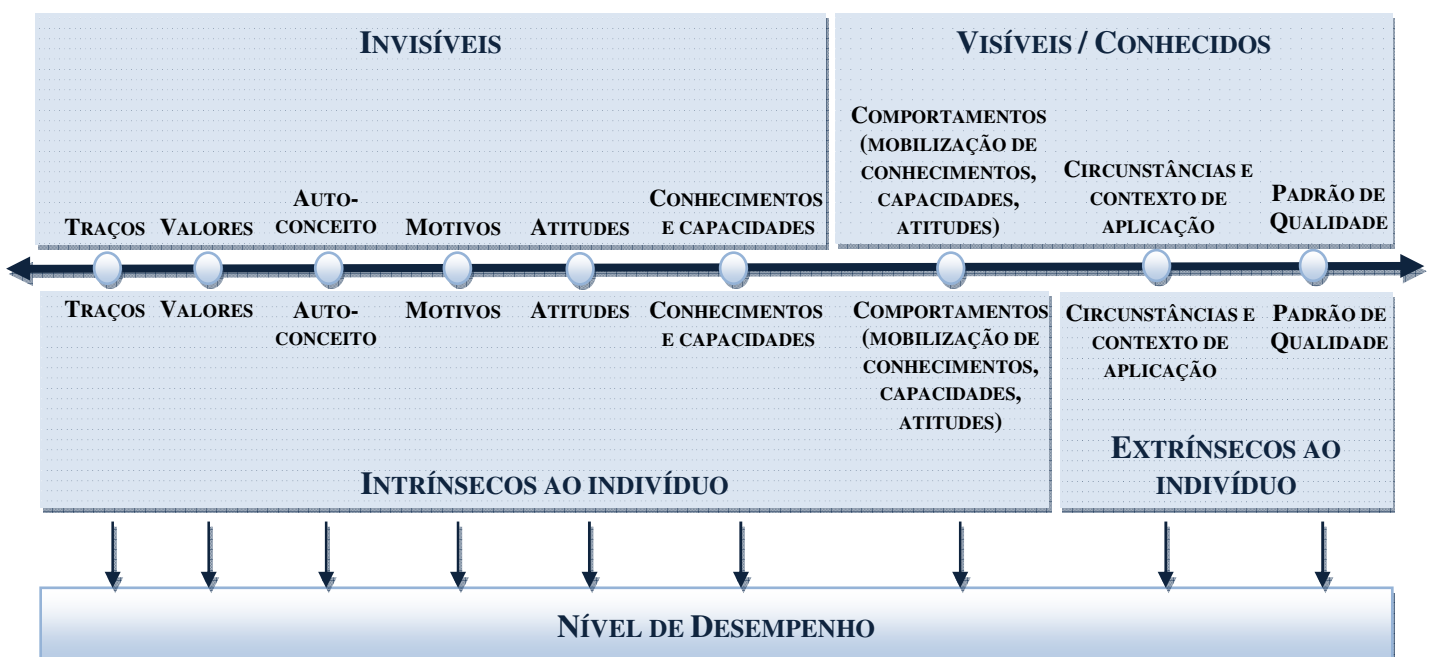 INVISÍVEIS
VISÍVEIS / CONHECIDOS
TRAÇOS
VALORES
AUTO-
CONCEITO
MOTIVOS
ATITUDES
CONHECIMENTOS
E CAPACIDADES
COMPORTAMENTOS
(MOBILIZAÇÃO DE
CONHECIMENTOS,
CAPACIDADES,
ATITUDES)
CIRCUNSTÂNCIAS E
CONTEXTO DE
APLICAÇÃO
PADRÃO DE
QUALIDADE
TRAÇOS
VALORES
AUTO-
CONCEITO
MOTIVOS
ATITUDES
CONHECIMENTOS
E CAPACIDADES
COMPORTAMENTOS
(MOBILIZAÇÃO DE
CONHECIMENTOS,
CAPACIDADES,
ATITUDES)
CIRCUNSTÂNCIAS E
CONTEXTO DE
APLICAÇÃO
PADRÃO DE
QUALIDADE
INTRÍNSECOS AO INDIVÍDUO
EXTRÍNSECOS AO
INDIVÍDUO
NÍVEL DE DESEMPENHO